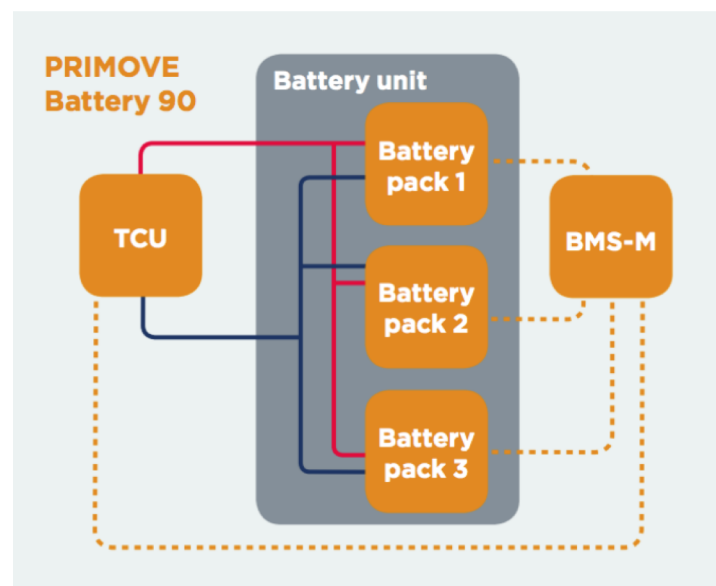 PRIMOVE
Battery 90
Battery unit
Battery
pack 1
TCU
BMS-M
Battery
pack 2
Battery
pack 3